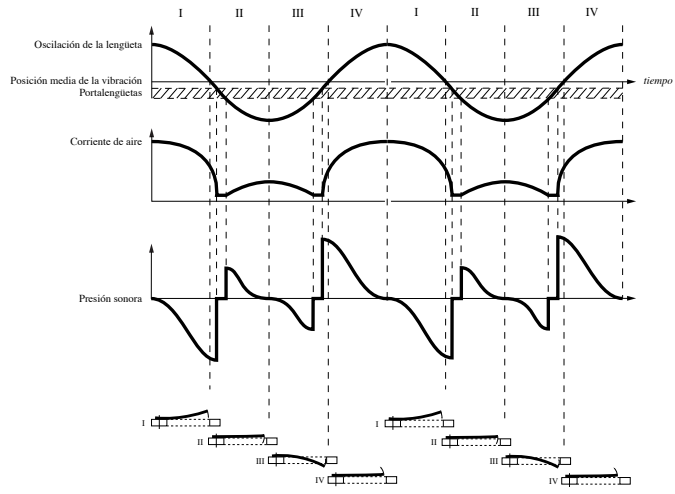 I II III IV I II III IV
Oscilación de la lengüeta
Posición media de la vibración
tiempo
Portalengüetas
Corriente de aire
Presión sonora
I I
II II
III III
IV IV